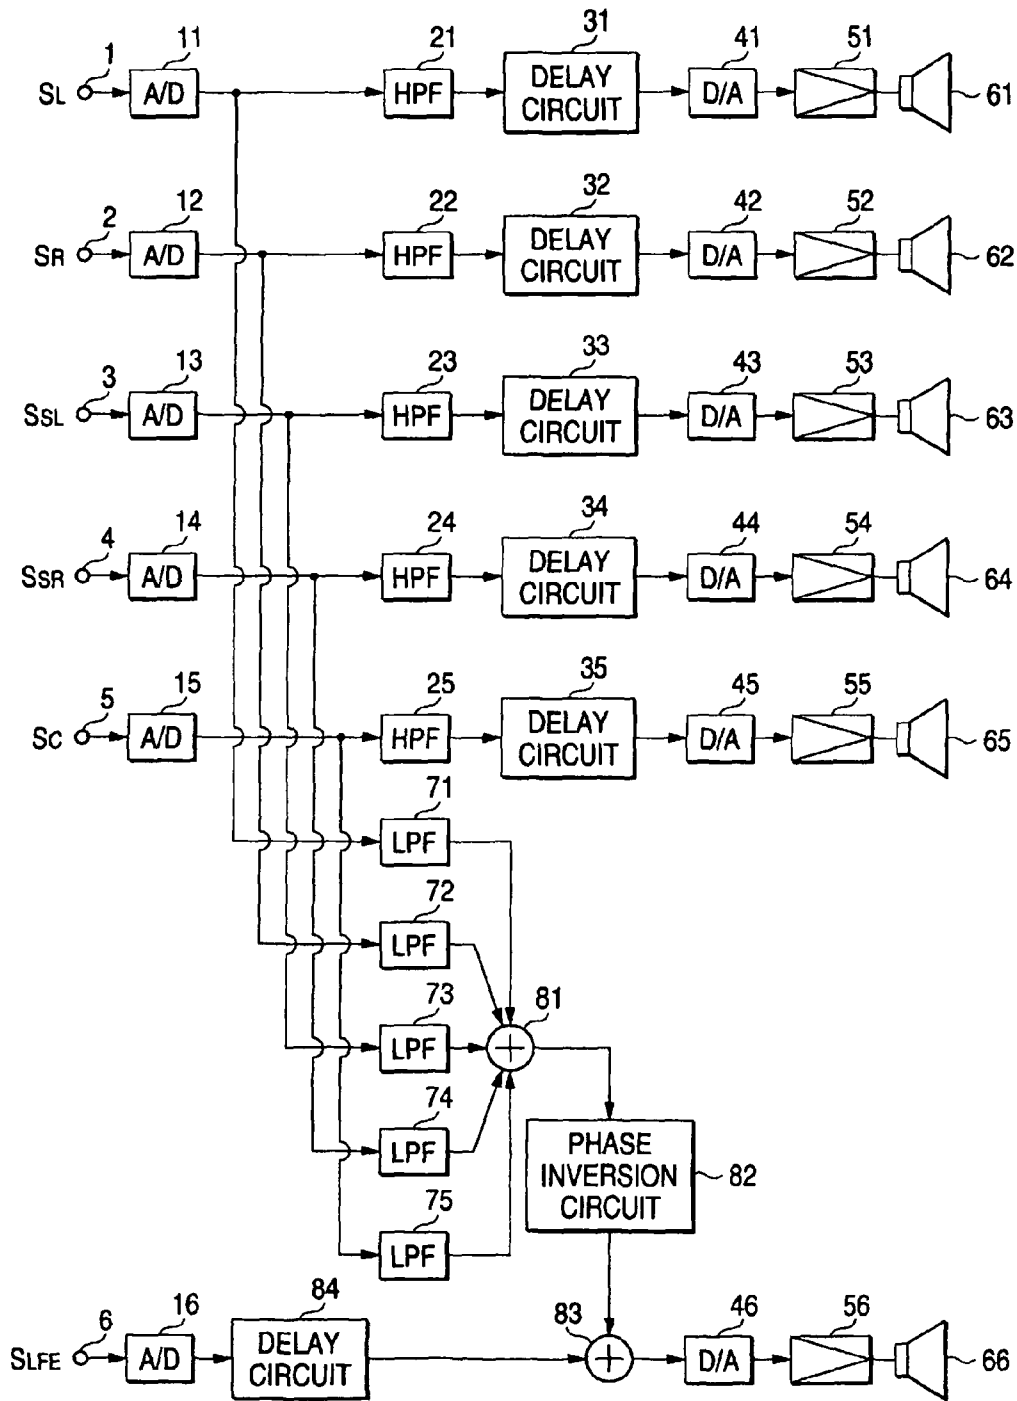 1 11 21 31 41 51
SL A/D HPF DELAY CIRCUIT D/A 61
2 12 22 32 42 52
SR A/D HPF DELAY CIRCUIT D/A 62
3 13 23 33 43 53
SSL A/D HPF DELAY CIRCUIT D/A 63
4 14 24 34 44 54
SSR A/D HPF DELAY CIRCUIT D/A 64
5 15 25 35 45 55
SC A/D HPF DELAY CIRCUIT D/A 65
71
LPF
72
LPF
73 81
LPF +
74
LPF
PHASE
INVERSION 82
CIRCUIT
75
LPF
6 16 84 83 46 56
SLFE A/D DELAY CIRCUIT + D/A 66